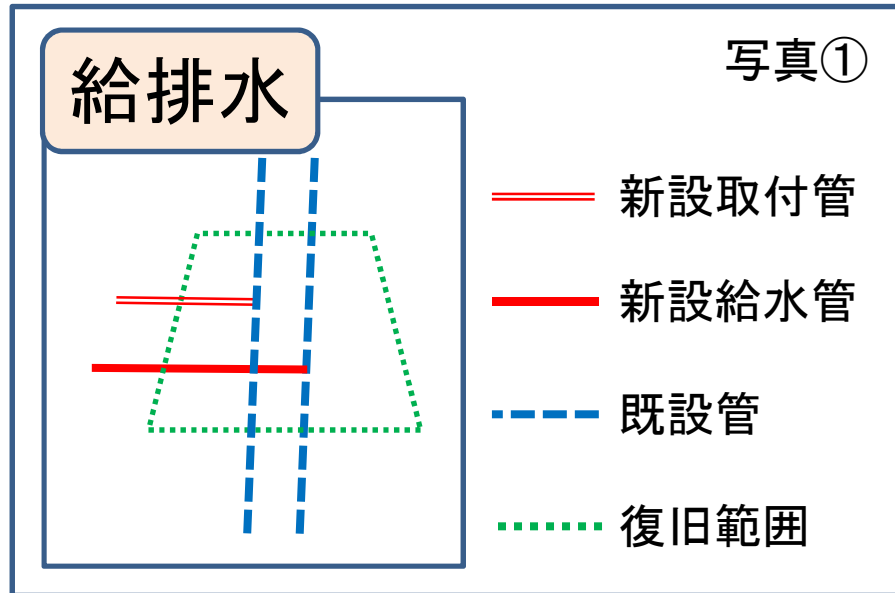 給排水
写真①
新設取付管
新設給水管
既設管
復旧範囲